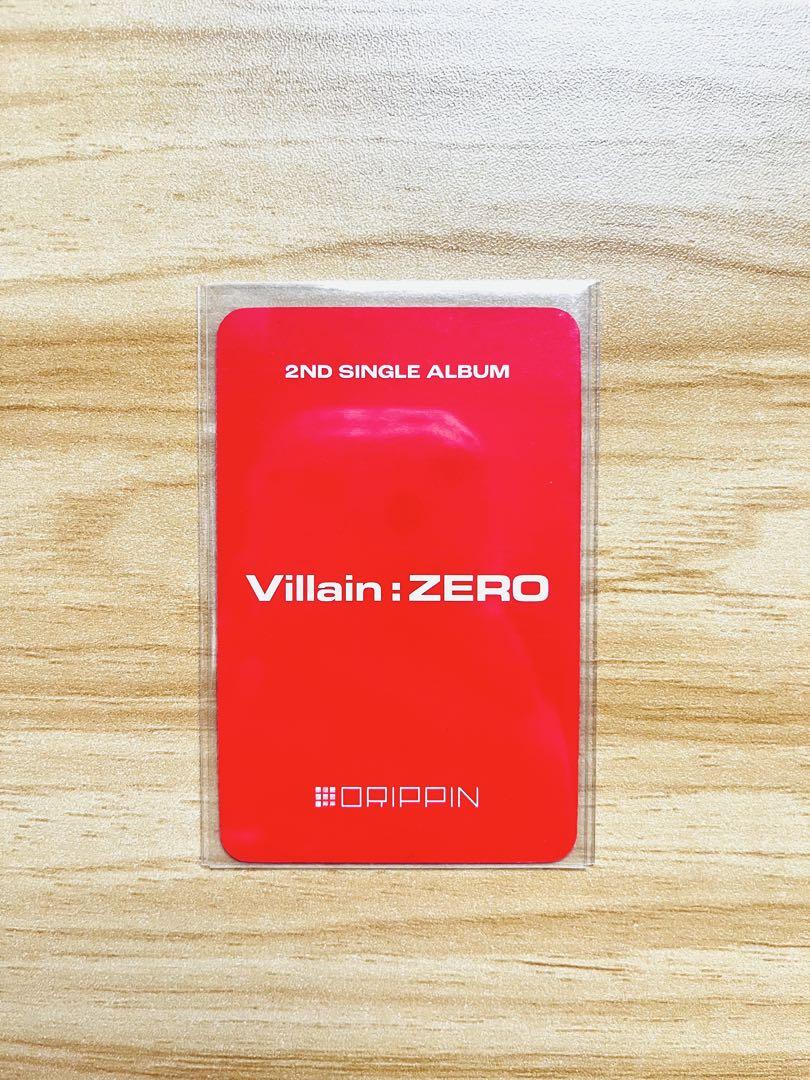 2ND SINGLE ALBUM
Villain : ZERO
DRIPPIN